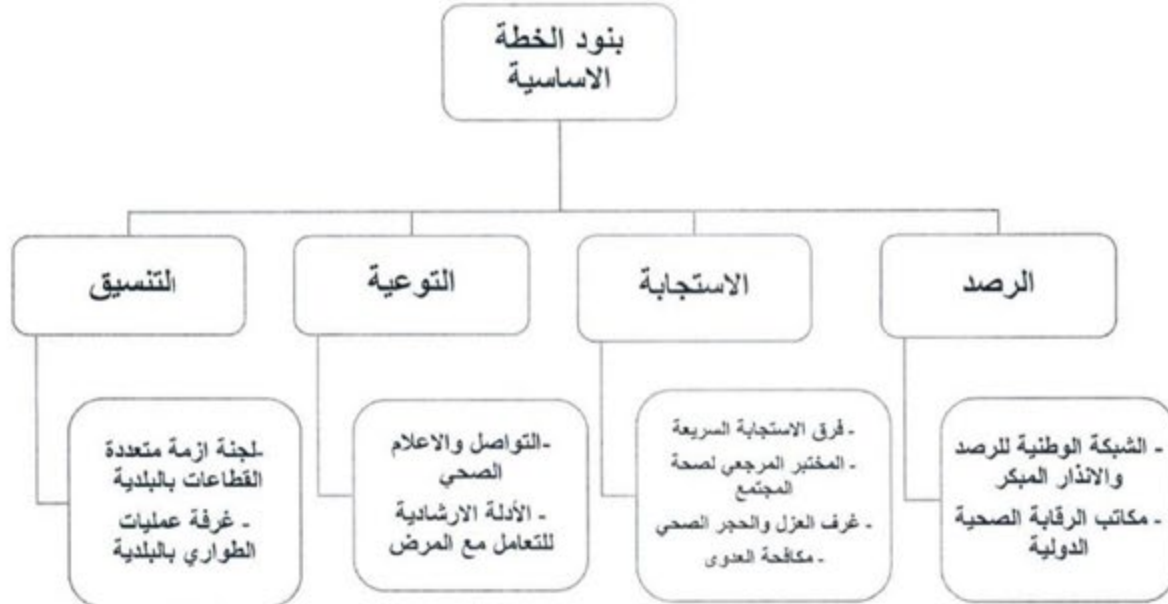 بنود الخطة
الاساسية
الرصد
الاستجابة
التوعية
التنسيق
- الشبكة الوطنية للرصد
والانذار المبكر
- مكاتب الرقابة الصحية
الدولية
- فرق الاستجابة السريعة
- المختبر المرجعي لصحة
المجتمع
- غرف العزل والحجر الصحي
- مكافحة العدوى
-التواصل والاعلام
الصحي
- الأدلة الارشادية
للتعامل مع المرض
-لجنة ازمة متعددة
القطاعات بالبلدية
- غرفة عمليات
الطواري بالبلدية